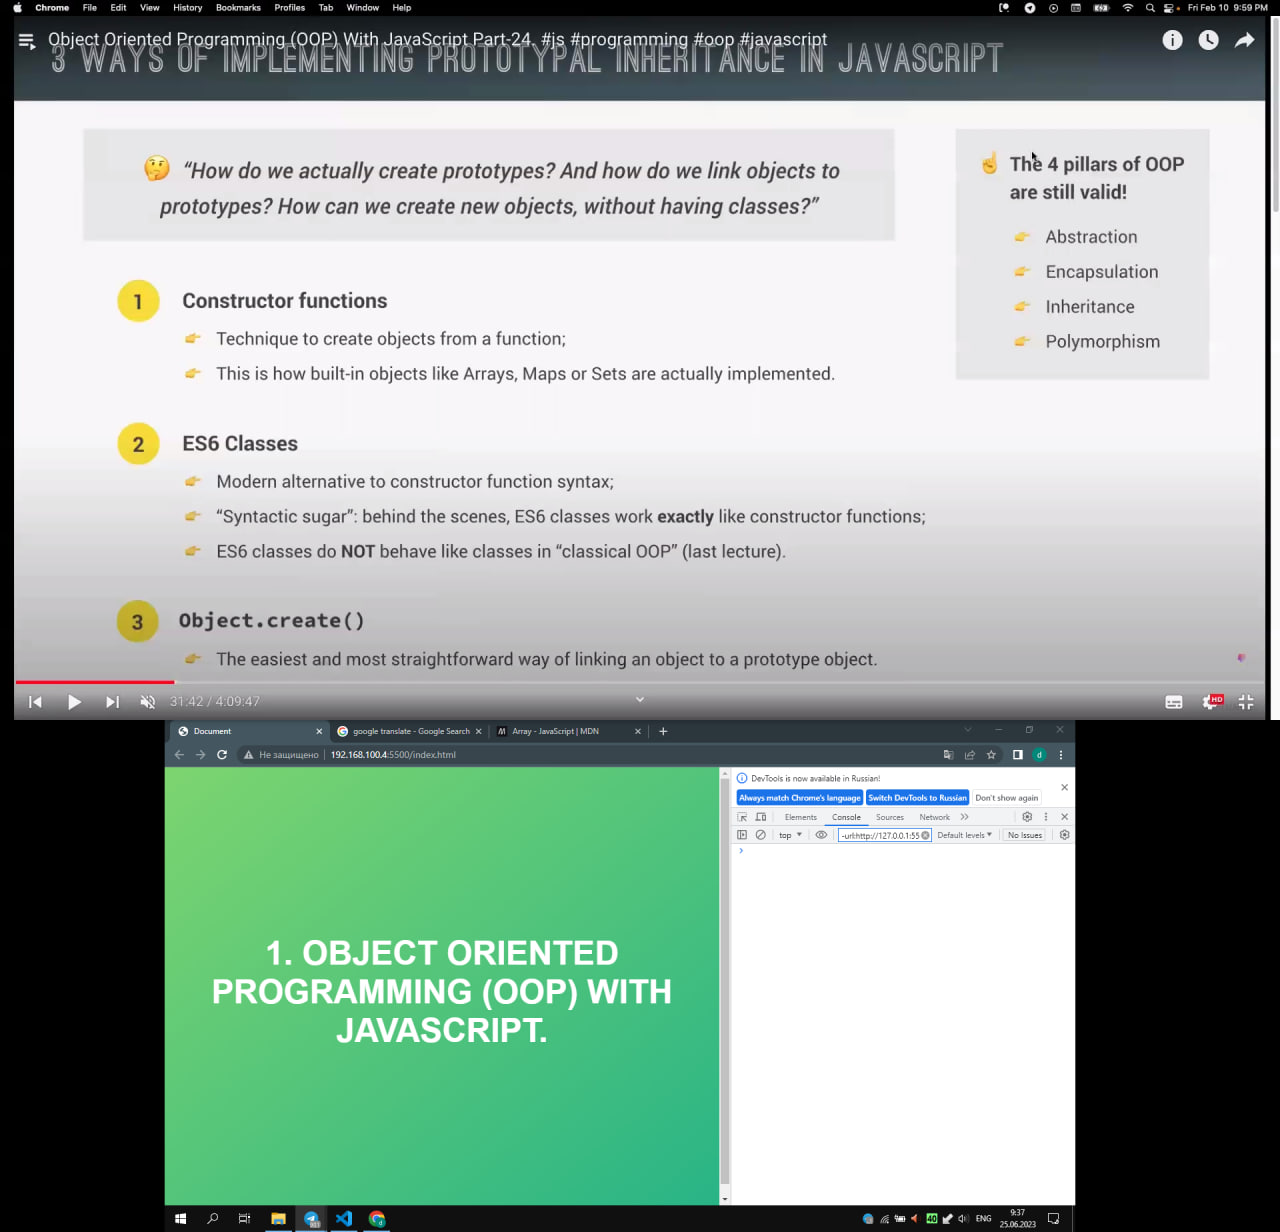 Chrome File Edit View History Bookmarks Profiles Tab Window Help
Fri Feb 10 9:59 PM
Object Oriented Programming (OOP) With JavaScript Part-24. #js #programming #oop #javascript
3 WAYS OF IMPLEMENTING PROTOTYPAL INHERITANCE IN JAVASCRIPT
“How do we actually create prototypes? And how do we link objects to
prototypes? How can we create new objects, without having classes?”
The 4 pillars of OOP
are still valid!
Abstraction
Encapsulation
Inheritance
Polymorphism
1 Constructor functions
Technique to create objects from a function;
This is how built-in objects like Arrays, Maps or Sets are actually implemented.
2 ES6 Classes
Modern alternative to constructor function syntax;
“Syntactic sugar”: behind the scenes, ES6 classes work exactly like constructor functions;
ES6 classes do NOT behave like classes in “classical OOP” (last lecture).
3 Object.create()
The easiest and most straightforward way of linking an object to a prototype object.
31:42 / 4:09:47
HD
Document
google translate - Google Search
Array - JavaScript | MDN
Не защищено 192.168.100.4:5500/index.html
d
DevTools is now available in Russian!
Always match Chrome's language Switch DevTools to Russian Don't show again
Elements Console Sources Network
top -url:http://127.0.0.1:55 Default levels No Issues
1. OBJECT ORIENTED
PROGRAMMING (OOP) WITH
JAVASCRIPT.
40 ENG 9:37
25.06.2023